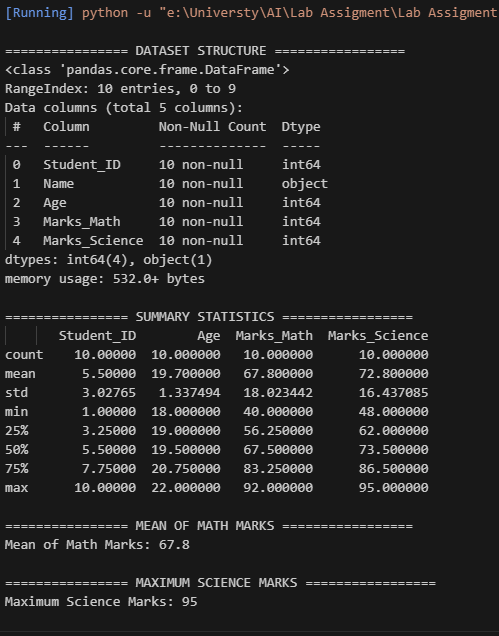 [Running] python -u "e:\Universty\AI\Lab Assigment\Lab Assigment
================ DATASET STRUCTURE =================
<class 'pandas.core.frame.DataFrame'>
RangeIndex: 10 entries, 0 to 9
Data columns (total 5 columns):
 #   Column         Non-Null Count  Dtype
---  ------         --------------  -----
 0   Student_ID     10 non-null     int64
 1   Name           10 non-null     object
 2   Age            10 non-null     int64
 3   Marks_Math     10 non-null     int64
 4   Marks_Science  10 non-null     int64
dtypes: int64(4), object(1)
memory usage: 532.0+ bytes
================ SUMMARY STATISTICS =================
       Student_ID        Age  Marks_Math  Marks_Science
count    10.00000  10.000000   10.000000      10.000000
mean      5.50000  19.700000   67.800000      72.800000
std       3.02765   1.337494   18.023442      16.437085
min       1.00000  18.000000   40.000000      48.000000
25%       3.25000  19.000000   56.250000      62.000000
50%       5.50000  19.500000   67.500000      73.500000
75%       7.75000  20.750000   83.250000      86.500000
max      10.00000  22.000000   92.000000      95.000000
================ MEAN OF MATH MARKS =================
Mean of Math Marks: 67.8
================ MAXIMUM SCIENCE MARKS =================
Maximum Science Marks: 95